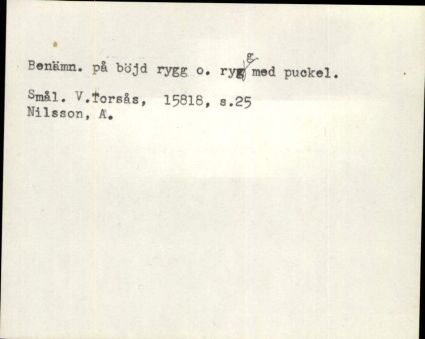 Benämn. på böjd rygg o. rygg med puckel.
Smål. V.Torsås, 15818, s.25
Nilsson, A.